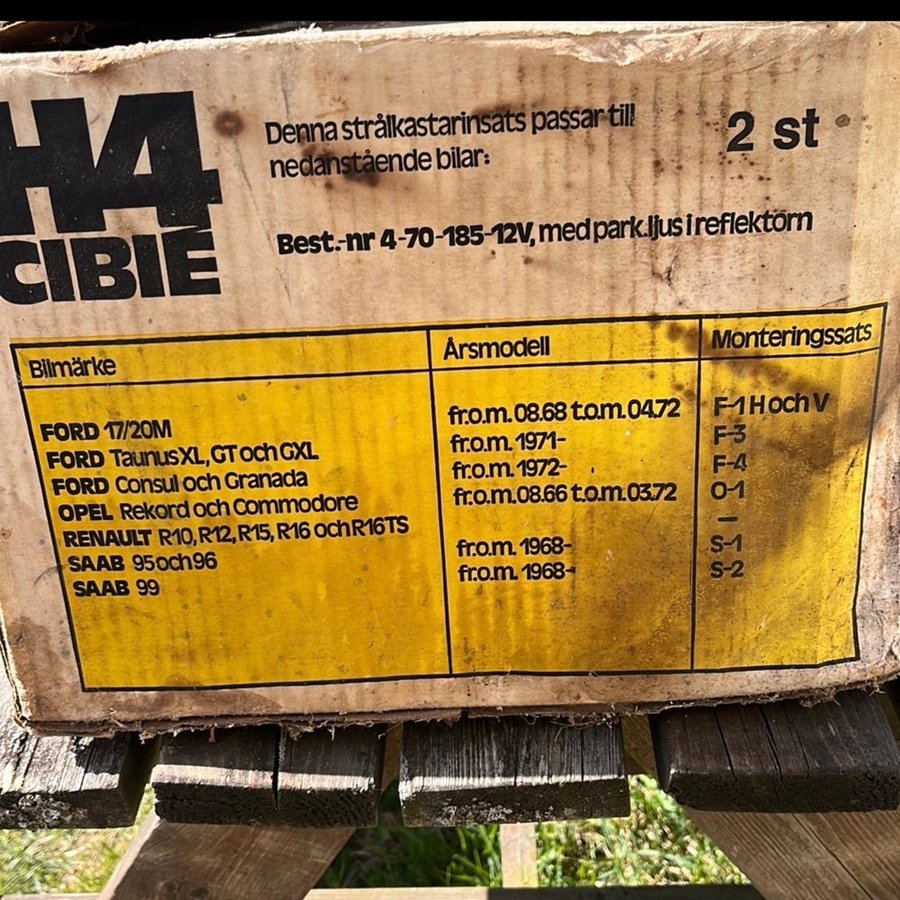 H4
CIBIÉ
Denna strålkastarinsats passar till
nedanstående bilar:
2 st
Best.-nr 4-70-185-12V, med park.ljus i reflektorn
Bilmärke Årsmodell Monteringssats
FORD 17/20M fr.o.m. 08.68 t.o.m. 04.72 F-1 H och V
FORD Taunus XL, GT och GXL fr.o.m. 1971- F-3
FORD Consul och Granada fr.o.m. 1972- F-4
OPEL Rekord och Commodore fr.o.m. 08.66 t.o.m. 03.72 O-1
RENAULT R10, R12, R15, R16 och R16TS —
SAAB 95 och 96 fr.o.m. 1968- S-1
SAAB 99 fr.o.m. 1968- S-2